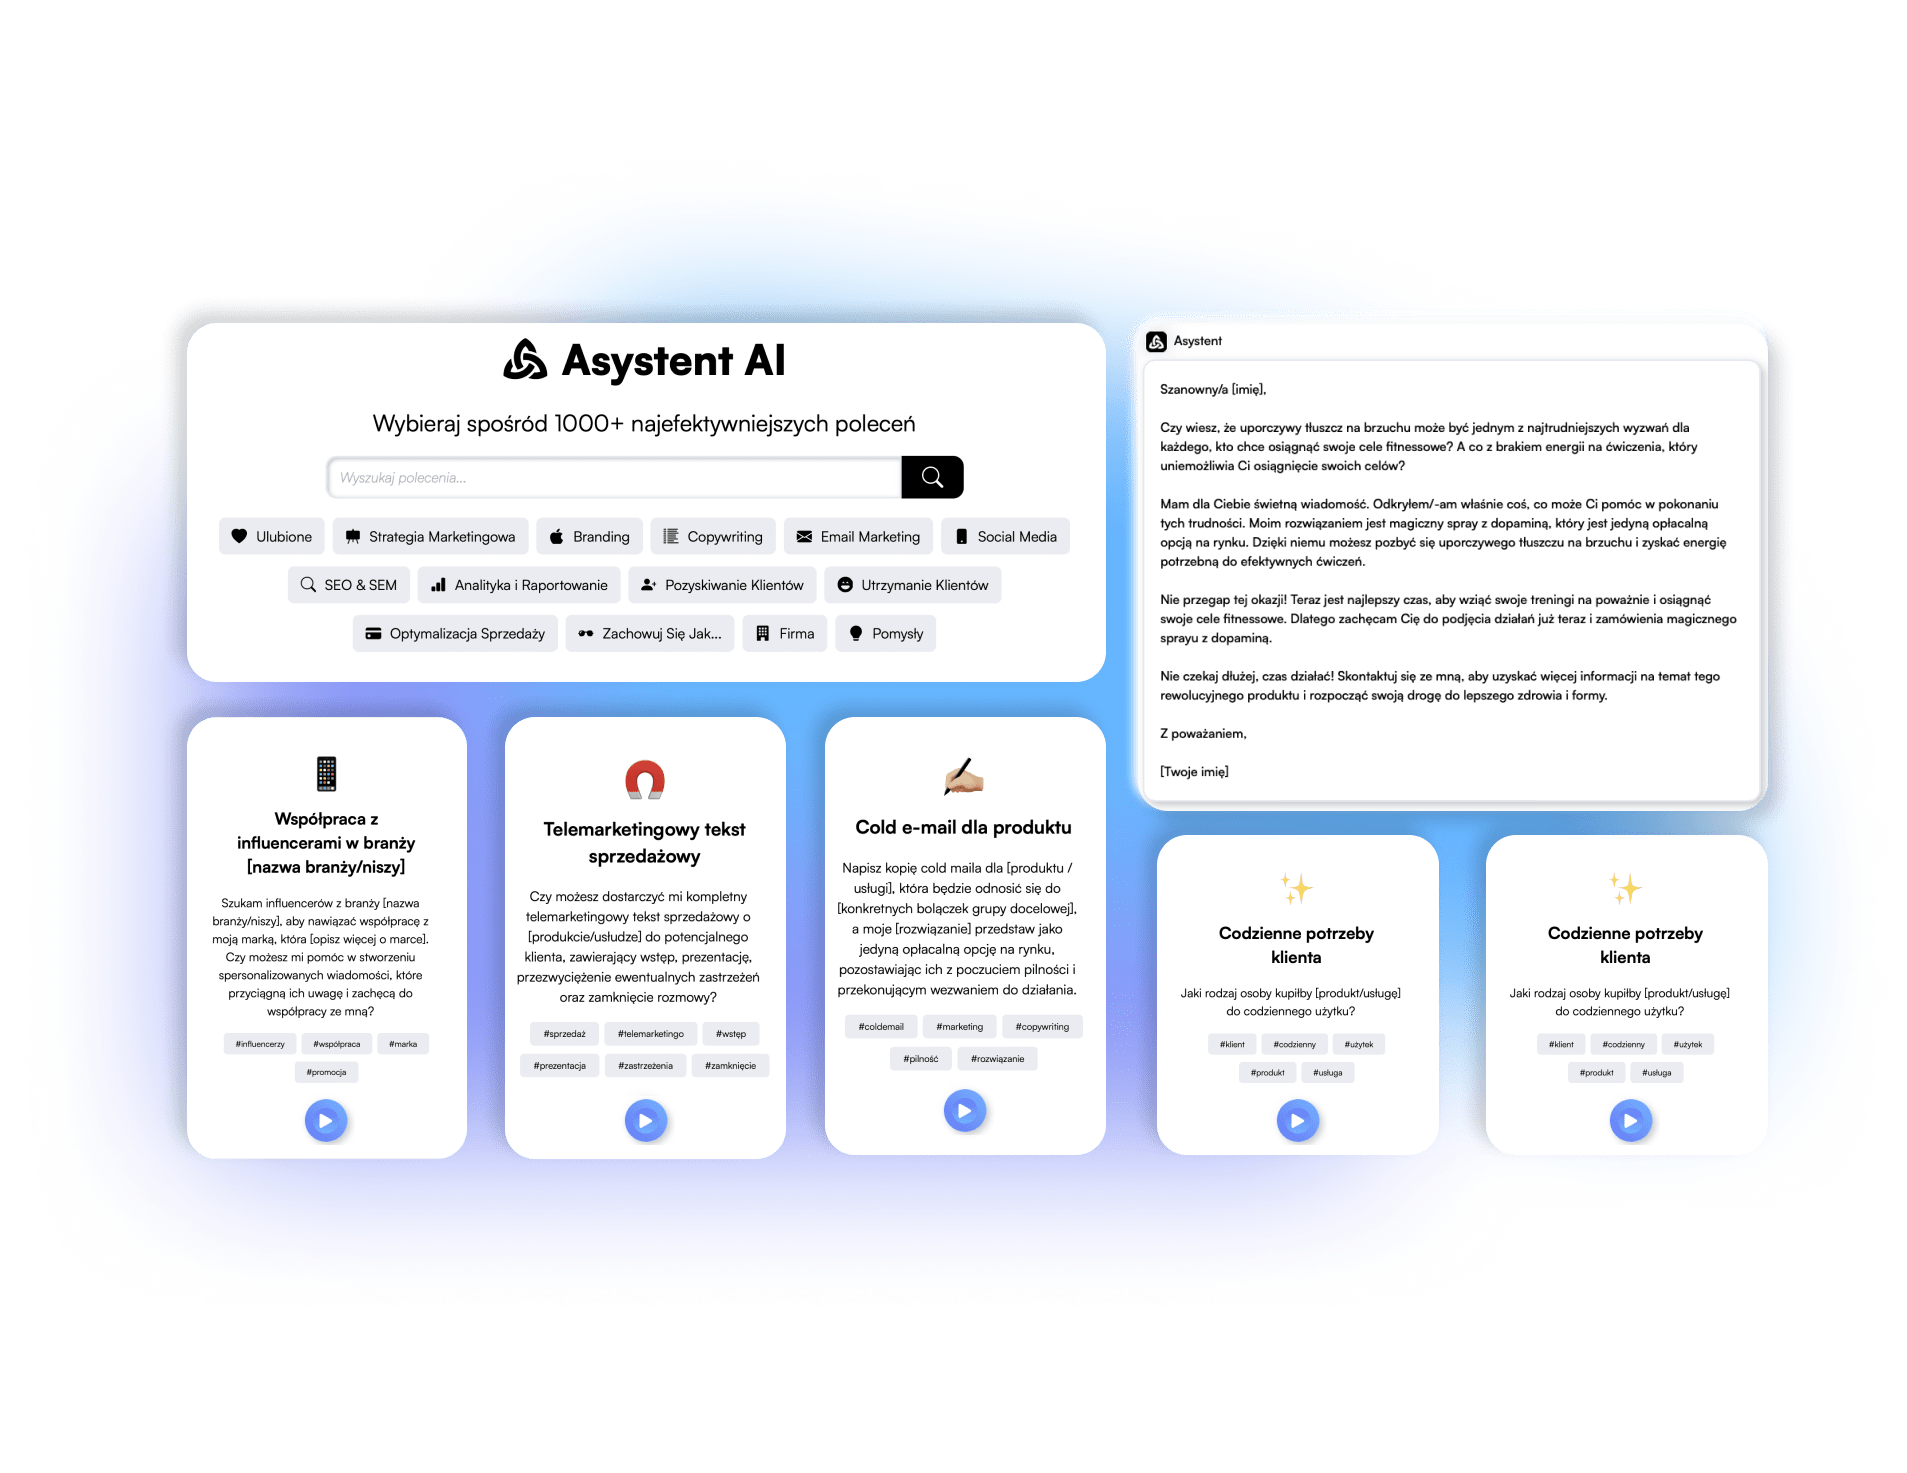 Asystent AI
Wybieraj spośród 1000+ najefektywniejszych poleceń
Wyszukaj polecenia...
Ulubione
Strategia Marketingowa
Branding
Copywriting
Email Marketing
Social Media
SEO & SEM
Analityka i Raportowanie
Pozyskiwanie Klientów
Utrzymanie Klientów
Optymalizacja Sprzedaży
Zachowuj Się Jak...
Firma
Pomysły
Asystent
Szanowny/a [imię],
Czy wiesz, że uporczywy tłuszcz na brzuchu może być jednym z najtrudniejszych wyzwań dla
każdego, kto chce osiągnąć swoje cele fitnessowe? A co z brakiem energii na ćwiczenia, który
uniemożliwia Ci osiągnięcie swoich celów?
Mam dla Ciebie świetną wiadomość. Odkryłem/-am właśnie coś, co może Ci pomóc w pokonaniu
tych trudności. Moim rozwiązaniem jest magiczny spray z dopaminą, który jest jedyną opłacalną
opcją na rynku. Dzięki niemu możesz pozbyć się uporczywego tłuszczu na brzuchu i zyskać energię
potrzebną do efektywnych ćwiczeń.
Nie przegap tej okazji! Teraz jest najlepszy czas, aby wziąć swoje treningi na poważnie i osiągnąć
swoje cele fitnessowe. Dlatego zachęcam Cię do podjęcia działań już teraz i zamówienia magicznego
sprayu z dopaminą.
Nie czekaj dłużej, czas działać! Skontaktuj się ze mną, aby uzyskać więcej informacji na temat tego
rewolucyjnego produktu i rozpocząć swoją drogę do lepszego zdrowia i formy.
Z poważaniem,
[Twoje imię]
Współpraca z
influencerami w branży
[nazwa branży/niszy]
Szukam influencerów z branży [nazwa
branży/niszy], aby nawiązać współpracę z
moją marką, która [opisz więcej o marce].
Czy możesz mi pomóc w stworzeniu
spersonalizowanych wiadomości, które
przyciągną ich uwagę i zachęcą do
współpracy ze mną?
#influencerzy
#współpraca
#marka
#promocja
Telemarketingowy tekst
sprzedażowy
Czy możesz dostarczyć mi kompletny
telemarketingowy tekst sprzedażowy o
[produkcie/usłudze] do potencjalnego
klienta, zawierający wstęp, prezentację,
przezwyciężenie ewentualnych zastrzeżeń
oraz zamknięcie rozmowy?
#sprzedaż
#telemarketingo
#wstęp
#prezentacja
#zastrzeżenia
#zamknięcie
Cold e-mail dla produktu
Napisz kopię cold maila dla [produktu /
usługi], która będzie odnosić się do
[konkretnych bolączek grupy docelowej],
a moje [rozwiązanie] przedstaw jako
jedyną opłacalną opcję na rynku,
pozostawiając ich z poczuciem pilności i
przekonującym wezwaniem do działania.
#coldemail
#marketing
#copywriting
#pilność
#rozwiązanie
Codzienne potrzeby
klienta
Jaki rodzaj osoby kupiłby [produkt/usługę]
do codziennego użytku?
#klient
#codzienny
#użytek
#produkt
#usługa
Codzienne potrzeby
klienta
Jaki rodzaj osoby kupiłby [produkt/usługę]
do codziennego użytku?
#klient
#codzienny
#użytek
#produkt
#usługa